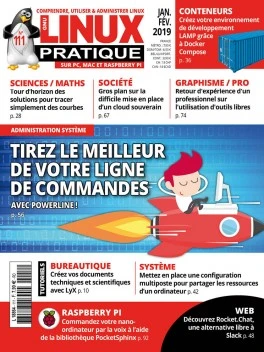 COMPRENDRE, UTILISER & ADMINISTRER LINUX
GNU
LINUX
N°
111
PRATIQUE
SUR PC, MAC ET RASPBERRY PI
JAN.
FÉV.
2019
CONTENEURS
Créez votre environnement
de développement
LAMP grâce à
Docker
Compose
p. 36
SCIENCES / MATHS
Tour d'horizon des
solutions pour tracer
simplement des courbes
p. 28
SOCIÉTÉ
Gros plan sur la
difficile mise en place
d'un cloud souverain
p. 67
GRAPHISME / PRO
Retour d'expérience d'un
professionnel sur
l'utilisation d'outils libres
p. 74
ADMINISTRATION SYSTÈME
TIREZ LE MEILLEUR
DE VOTRE LIGNE
DE COMMANDES
AVEC POWERLINE !
p. 56
TUTORIELS
BUREAUTIQUE
Créez vos documents
techniques et scientifiques
avec LyX p. 10
SYSTÈME
Mettez en place une configuration
multiposte pour partager les ressources
d'un ordinateur p. 42
RASPBERRY PI
Commandez votre nano-
ordinateur par la voix à l'aide
de la bibliothèque PocketSphinx p. 92
WEB
Découvrez Rocket.Chat,
une alternative libre à
Slack p. 48